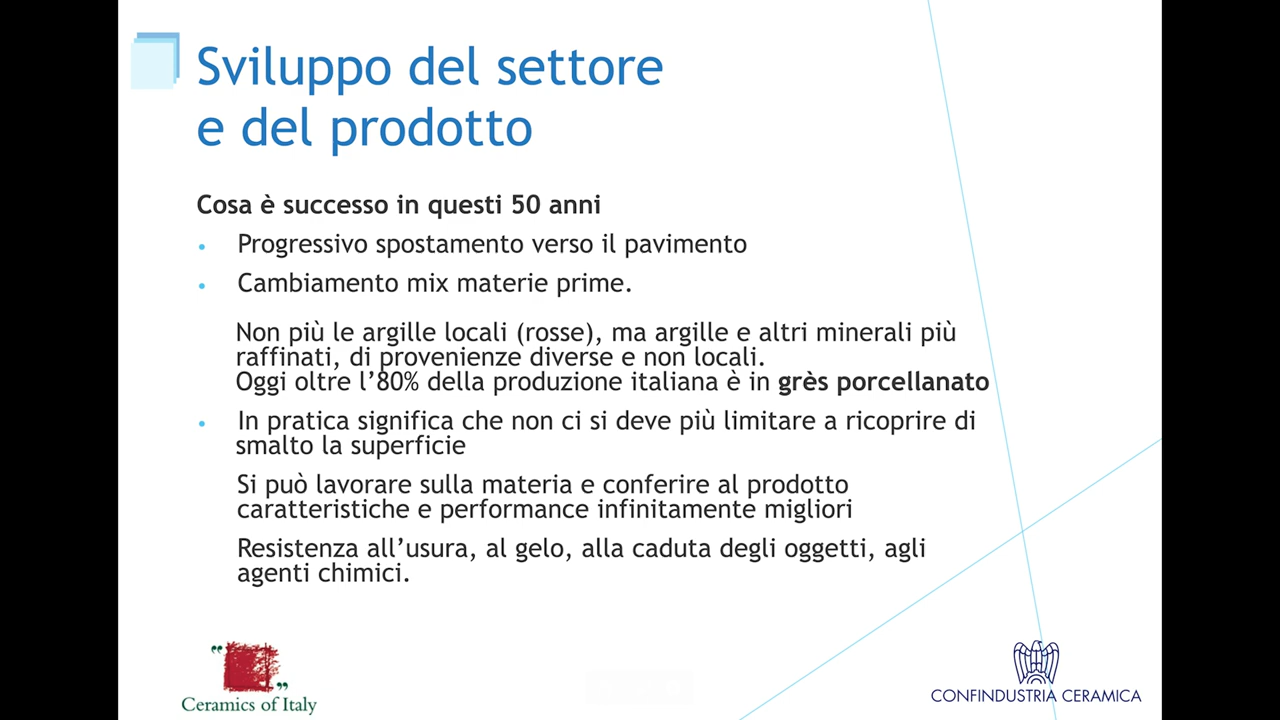 Sviluppo del settore
e del prodotto
Cosa è successo in questi 50 anni
• Progressivo spostamento verso il pavimento
• Cambiamento mix materie prime.
Non più le argille locali (rosse), ma argille e altri minerali più
raffinati, di provenienze diverse e non locali.
Oggi oltre l’80% della produzione italiana è in grès porcellanato
• In pratica significa che non ci si deve più limitare a ricoprire di
smalto la superficie
Si può lavorare sulla materia e conferire al prodotto
caratteristiche e performance infinitamente migliori
Resistenza all’usura, al gelo, alla caduta degli oggetti, agli
agenti chimici.
Ceramics of Italy
CONFINDUSTRIA CERAMICA